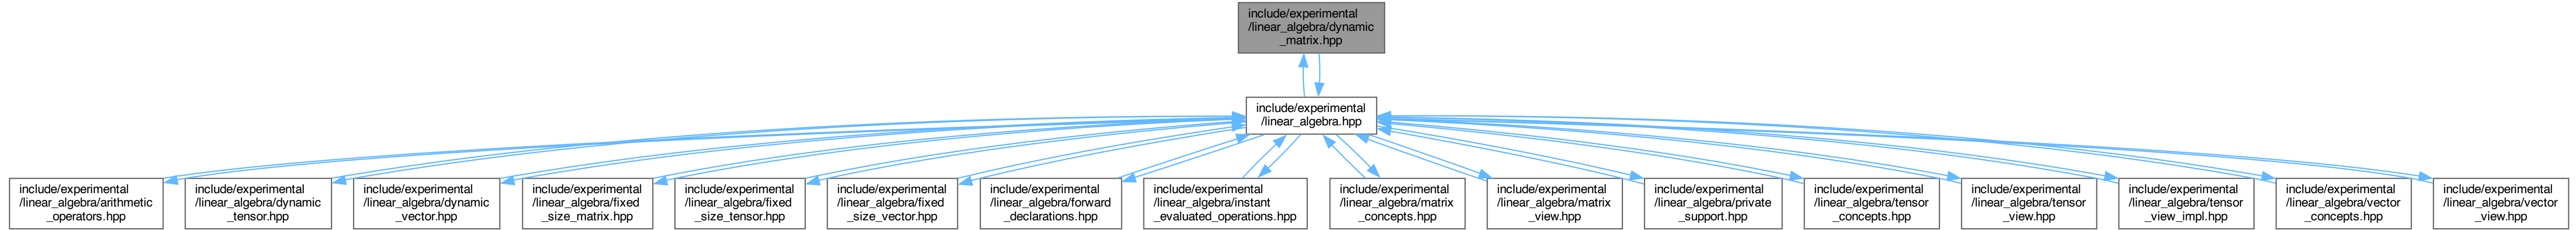 include/experimental
/linear_algebra/dynamic
_matrix.hpp
include/experimental
/linear_algebra.hpp
include/experimental
/linear_algebra/arithmetic
_operators.hpp
include/experimental
/linear_algebra/dynamic
_tensor.hpp
include/experimental
/linear_algebra/dynamic
_vector.hpp
include/experimental
/linear_algebra/fixed
_size_matrix.hpp
include/experimental
/linear_algebra/fixed
_size_tensor.hpp
include/experimental
/linear_algebra/fixed
_size_vector.hpp
include/experimental
/linear_algebra/forward
_declarations.hpp
include/experimental
/linear_algebra/instant
_evaluated_operations.hpp
include/experimental
/linear_algebra/matrix
_concepts.hpp
include/experimental
/linear_algebra/matrix
_view.hpp
include/experimental
/linear_algebra/private
_support.hpp
include/experimental
/linear_algebra/tensor
_concepts.hpp
include/experimental
/linear_algebra/tensor
_view.hpp
include/experimental
/linear_algebra/tensor
_view_impl.hpp
include/experimental
/linear_algebra/vector
_concepts.hpp
include/experimental
/linear_algebra/vector
_view.hpp